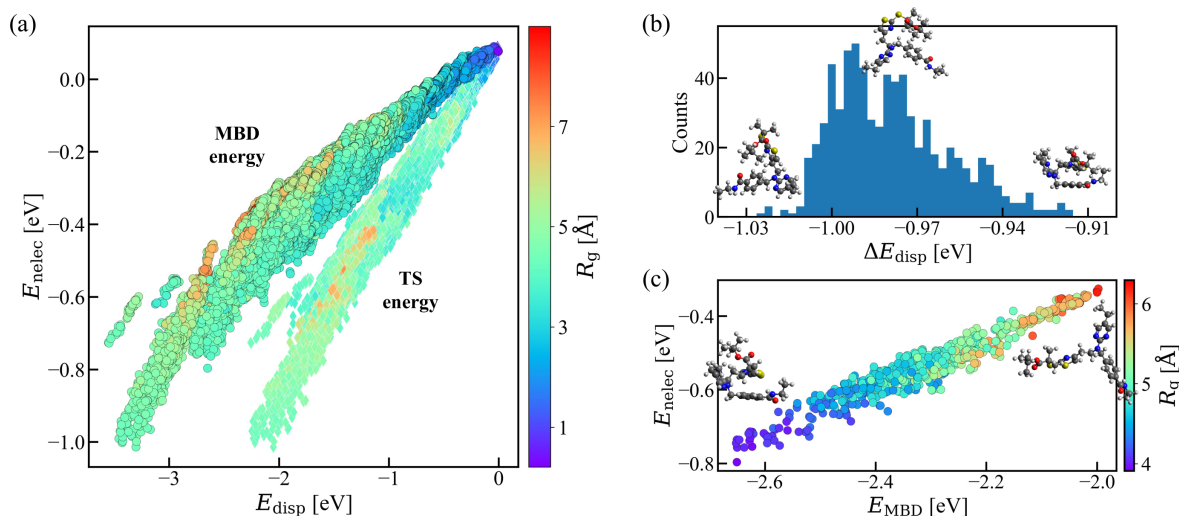 (a)
MBD
energy
TS
energy
0.0
−0.2
−0.4
−0.6
−0.8
−1.0
E_nelec [eV]
−3
−2
−1
0
E_disp [eV]
7
5
3
1
R_g [Å]
(b)
Counts
40
20
0
−1.03
−1.00
−0.97
−0.94
−0.91
ΔE_disp [eV]
(c)
E_nelec [eV]
−0.4
−0.6
−0.8
−2.6
−2.4
−2.2
−2.0
E_MBD [eV]
6
5
4
R_g [Å]